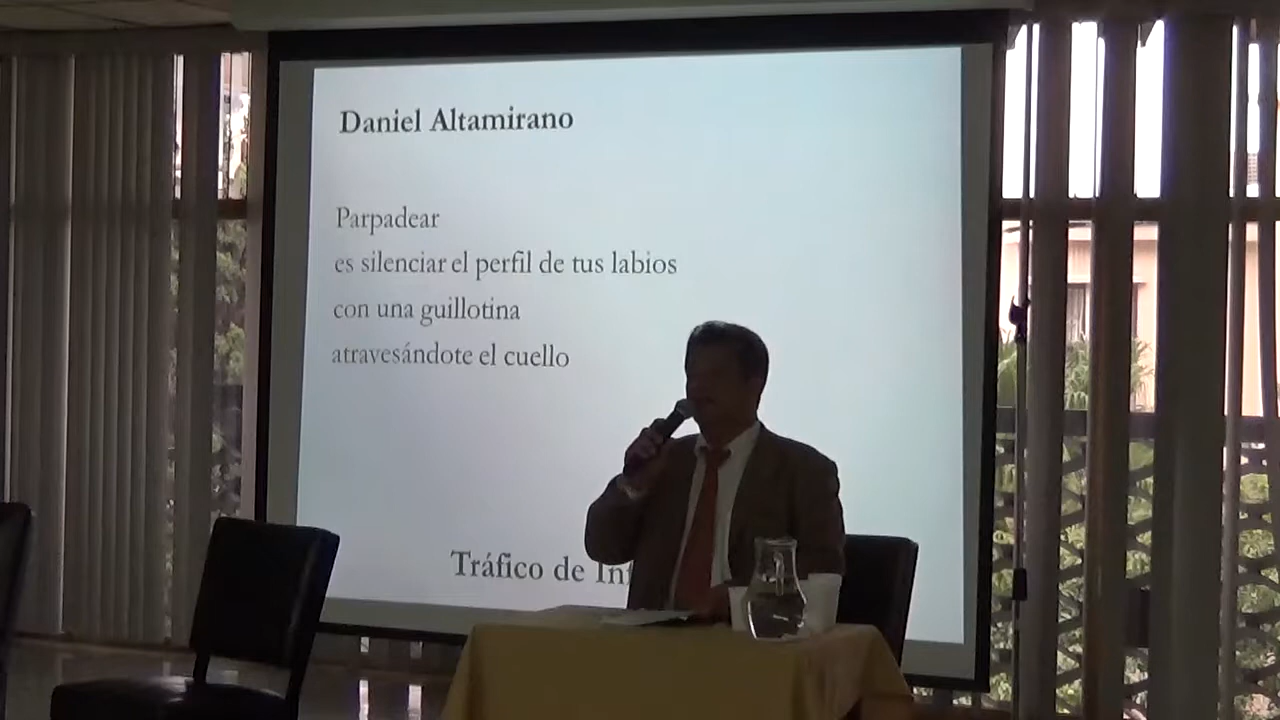 Daniel Altamirano
Parpadear
es silenciar el perfil de tus labios
con una guillotina
atravesándote el cuello
Tráfico de